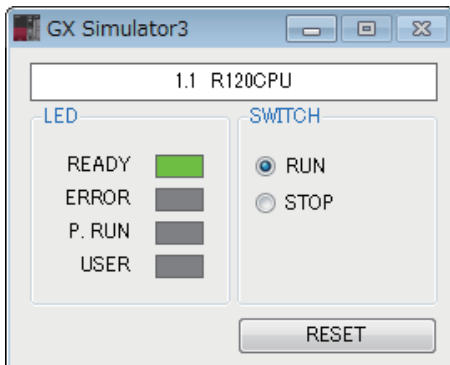 GX Simulator3
1.1 R120CPU
LED
READY
ERROR
P. RUN
USER
SWITCH
RUN
STOP
RESET